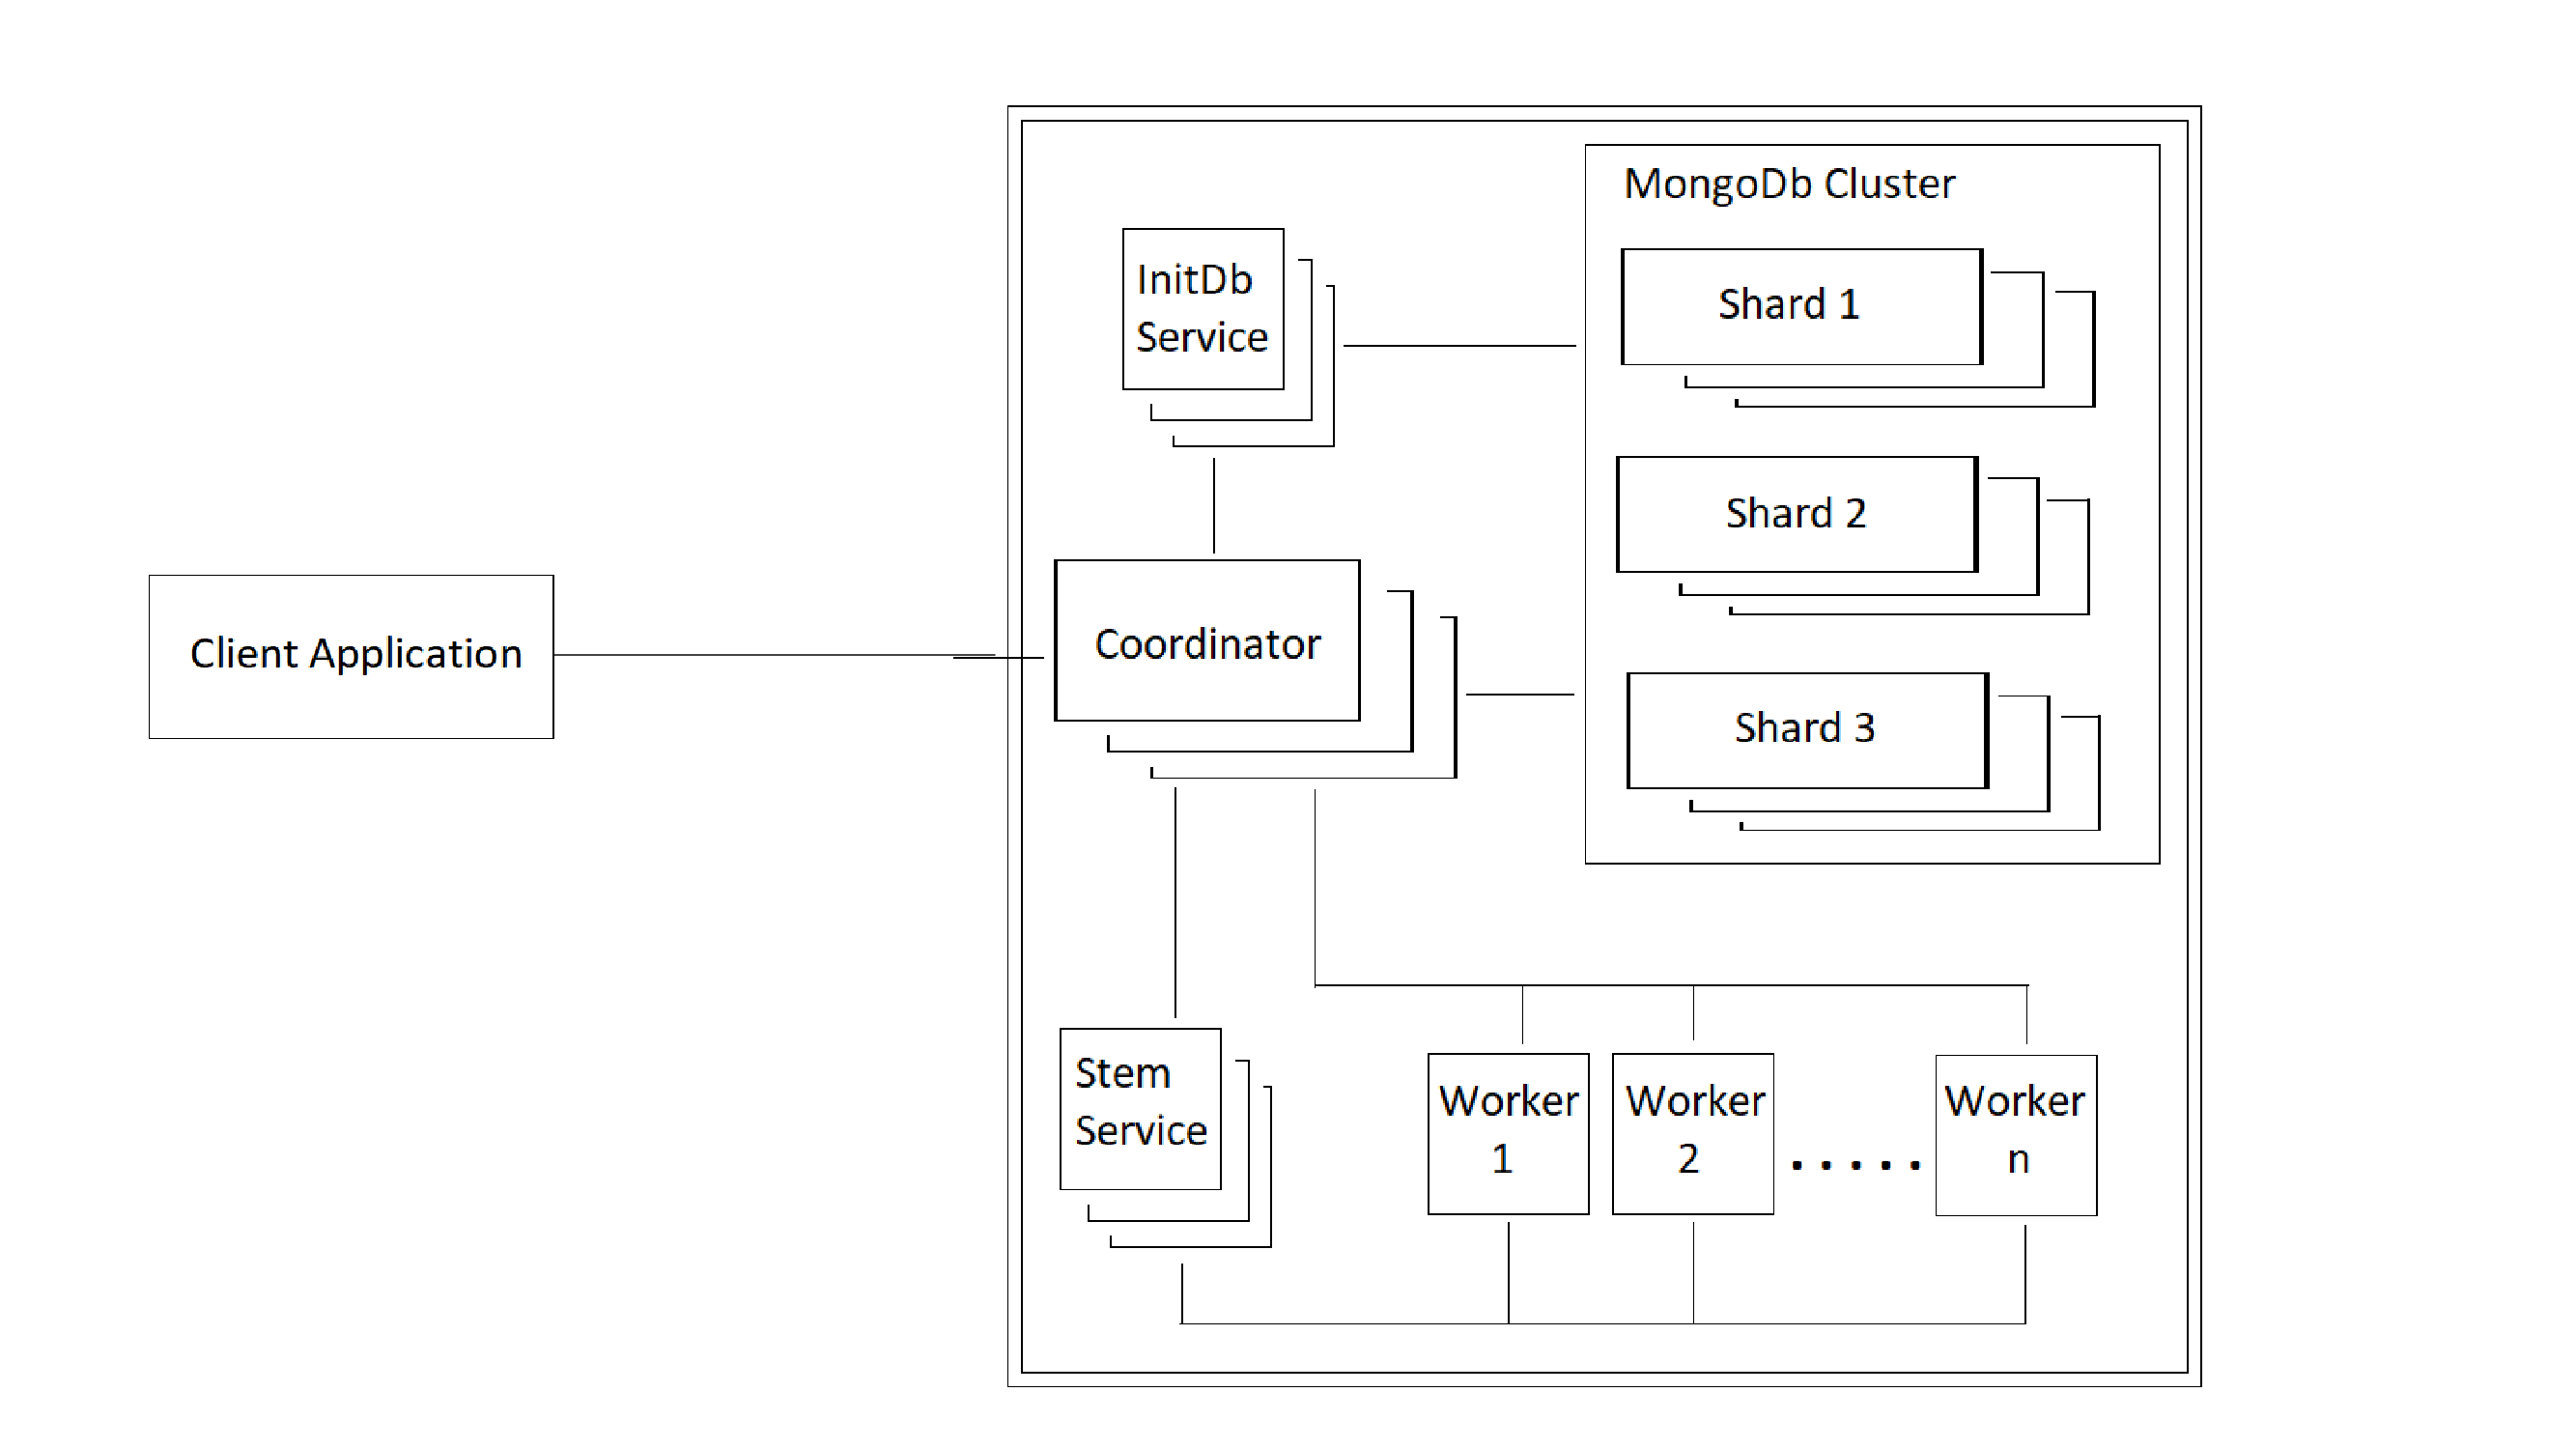 MongoDb Cluster
InitDb
Service
Shard 1
Shard 2
Client Application
Coordinator
Shard 3
Stem
Service
Worker
1
Worker
2
.....
Worker
n